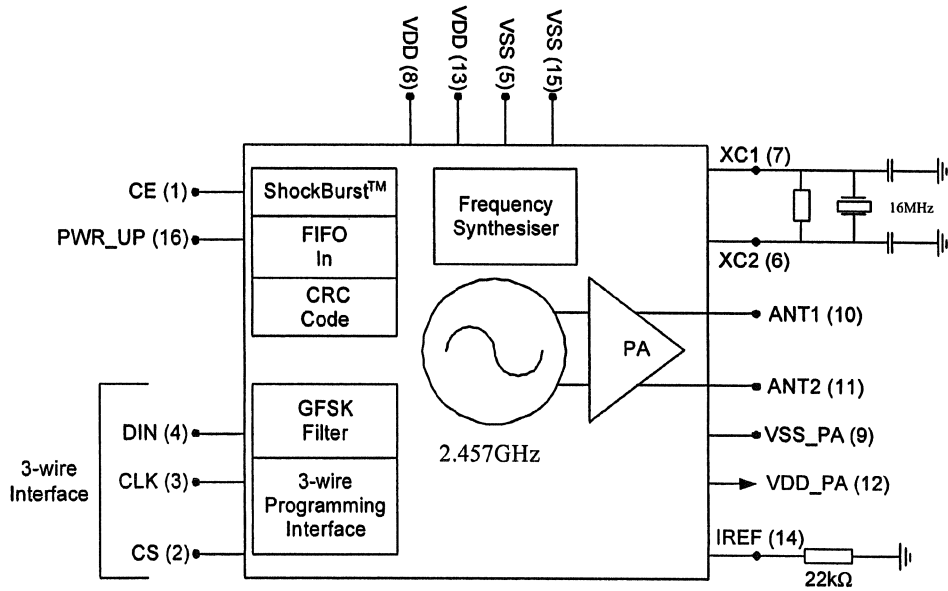 VDD (8)
VDD (13)
VSS (5)
VSS (15)
CE (1)
PWR_UP (16)
ShockBurst™
FIFO
In
CRC
Code
Frequency
Synthesiser
XC1 (7)
16MHz
XC2 (6)
PA
ANT1 (10)
ANT2 (11)
2.457GHz
VSS_PA (9)
VDD_PA (12)
IREF (14)
22kΩ
3-wire
Interface
DIN (4)
CLK (3)
CS (2)
GFSK
Filter
3-wire
Programming
Interface